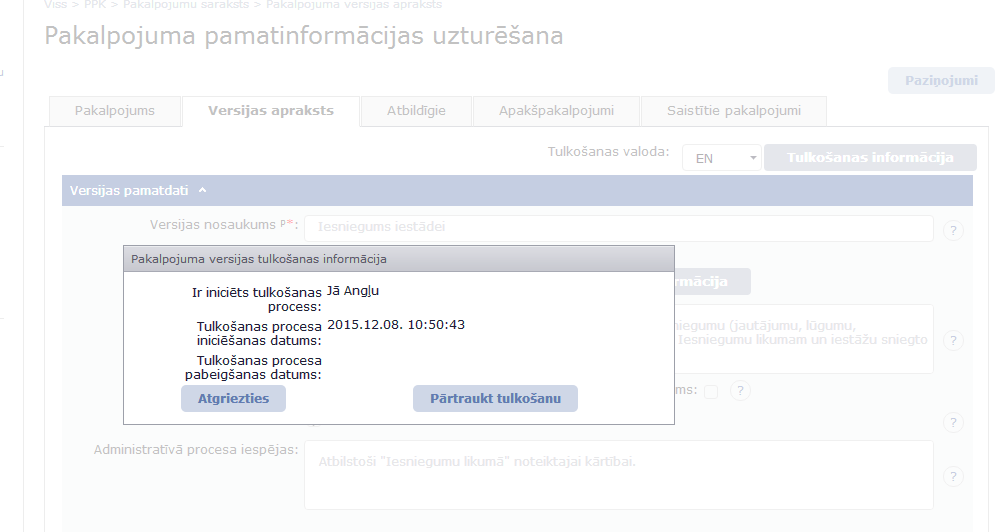 Viss > PPK > Pakalpojumu saraksts > Pakalpojuma versijas apraksts
Pakalpojuma pamatinformācijas uzturēšana
Paziņojumi
Pakalpojums Versijas apraksts Atbildīgie Apakšpakalpojumi Saistītie pakalpojumi
Tulkošanas valoda: EN Tulkošanas informācija
Versijas pamatdati
Versijas nosaukums P*: Iesniegums iestādei ?
Pakalpojuma versijas tulkošanas informācija
Ir iniciēts tulkošanas process: Jā Angļu
Tulkošanas procesa iniciēšanas datums: 2015.12.08. 10:50:43
Tulkošanas procesa pabeigšanas datums:
Atgriezties Pārtraukt tulkošanu
rmācija
niegumu (jautājumu, lūgumu,
Iesniegumu likumam un iestāžu sniegto ?
ms: ?
?
Administratīvā procesa iespējas: Atbilstoši "Iesniegumu likumā" noteiktajai kārtībai. ?